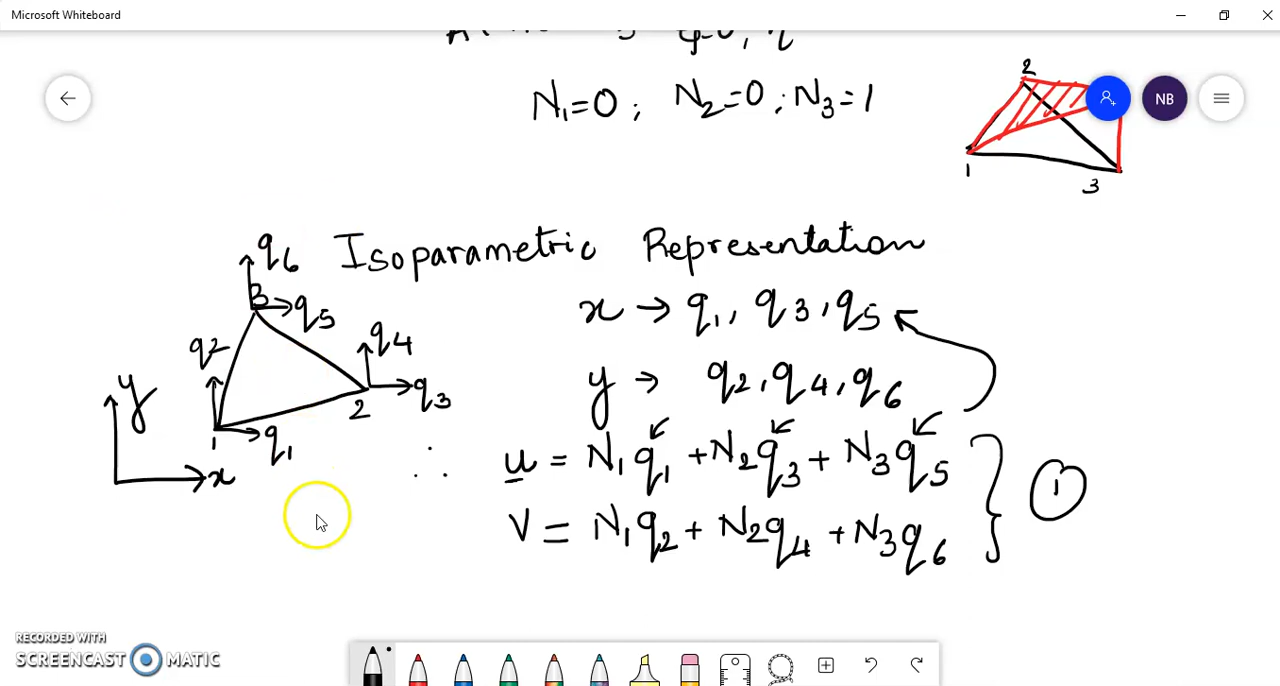 Microsoft Whiteboard
N₁=0 ; N₂=0 ; N₃=1
2
NB
1
3
Isoparametric Representation
q₆
3
q₅
x → q₁, q₃, q₅
q₂
q₄
y → q₂, q₄, q₆
q₃
2
y
1
q₁
x
∴ u = N₁q₁ + N₂q₃ + N₃q₅
V = N₁q₂ + N₂q₄ + N₃q₆
1
RECORDED WITH
SCREENCAST MATIC